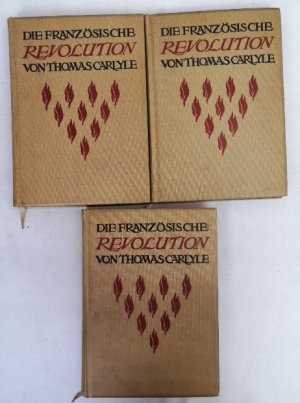 DIE FRANZÖSISCHE
REVOLUTION
VON THOMAS CARLYLE
DIE FRANZÖSISCHE
REVOLUTION
VON THOMAS CARLYLE
DIE FRANZÖSISCHE
REVOLUTION
VON THOMAS CARLYLE